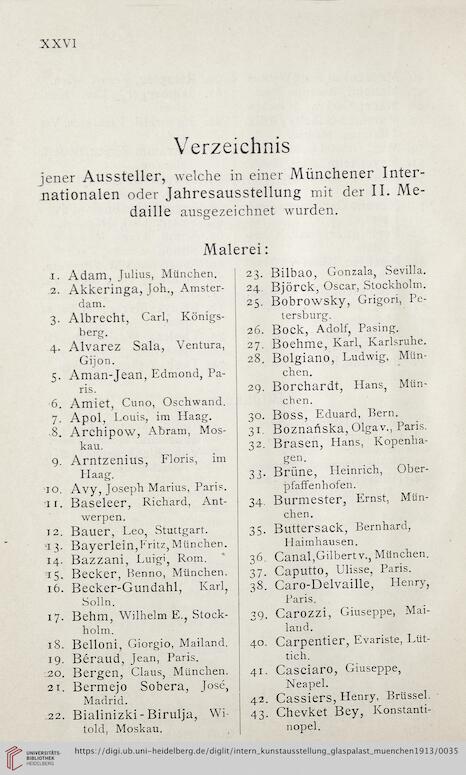 XXVI
Verzeichnis
jener Aussteller, welche in einer Münchener Inter-
nationalen oder Jahresausstellung mit der II. Me-
daille ausgezeichnet wurden.
Malerei:
1. Adam, Julius, München.
2. Akkeringa, Joh., Amster-
dam.
3. Albrecht, Carl, Königs-
berg.
4. Alvarez Sala, Ventura,
Gijon.
5. Aman-Jean, Edmond, Pa-
ris.
6. Amiet, Cuno, Oschwand.
7. Apol, Louis, im Haag.
8. Archipow, Abram, Mos-
kau.
9. Arntzenius, Floris, im
Haag.
10. Avy, Joseph Marius, Paris.
11. Baseleer, Richard, Ant-
werpen.
12. Bauer, Leo, Stuttgart.
13. Bayerlein, Fritz, München.
14. Bazzani, Luigi, Rom.
15. Becker, Benno, München.
16. Becker-Gundahl, Karl,
Solln.
17. Behm, Wilhelm E., Stock-
holm.
18. Belloni, Giorgio, Mailand.
19. Béraud, Jean, Paris.
20. Bergen, Claus, München.
21. Bermejo Sobera, José,
Madrid.
22. Bialinizki-Birulja, Wi-
told, Moskau.
23. Bilbao, Gonzala, Sevilla.
24. Björck, Oscar, Stockholm.
25. Bobrowsky, Grigori, Pe-
tersburg.
26. Bock, Adolf, Pasing.
27. Boehme, Karl, Karlsruhe.
28. Bolgiano, Ludwig, Mün-
chen.
29. Borchardt, Hans, Mün-
chen.
30. Boss, Eduard, Bern.
31. Boznańska, Olga v., Paris.
32. Brasen, Hans, Kopenha-
gen.
33. Brüne, Heinrich, Ober-
pfaffenhofen.
34. Burmester, Ernst, Mün-
chen.
35. Buttersack, Bernhard,
Haimhausen.
36. Canal, Gilbert v., München.
37. Caputto, Ulisse, Paris.
38. Caro-Delvaille, Henry,
Paris.
39. Carozzi, Giuseppe, Mai-
land.
40. Carpentier, Evariste, Lüt-
tich.
41. Casciaro, Giuseppe,
Neapel.
42. Cassiers, Henry, Brüssel.
43. Chevket Bey, Konstanti-
nopel.
UNIVERSITÄTS-
BIBLIOTHEK
HEIDELBERG
https://digi.ub.uni-heidelberg.de/diglit/intern_kunstausstellung_glaspalast_muenchen1913/0035